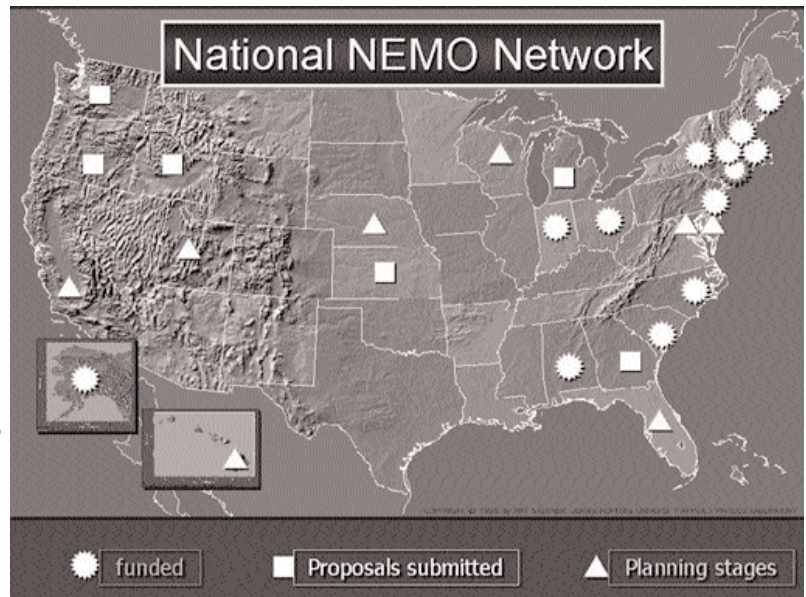 National NEMO Network
funded
Proposals submitted
Planning stages